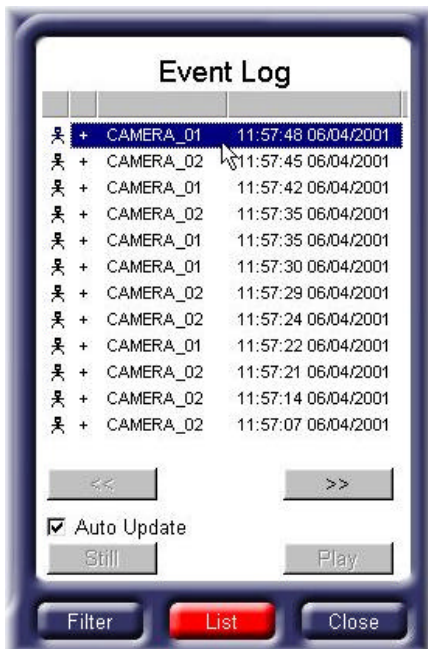 Event Log
+ CAMERA_01 11:57:48 06/04/2001
+ CAMERA_02 11:57:45 06/04/2001
+ CAMERA_01 11:57:42 06/04/2001
+ CAMERA_02 11:57:35 06/04/2001
+ CAMERA_01 11:57:35 06/04/2001
+ CAMERA_01 11:57:30 06/04/2001
+ CAMERA_02 11:57:29 06/04/2001
+ CAMERA_02 11:57:24 06/04/2001
+ CAMERA_01 11:57:22 06/04/2001
+ CAMERA_02 11:57:21 06/04/2001
+ CAMERA_02 11:57:14 06/04/2001
+ CAMERA_02 11:57:07 06/04/2001
<< >>
Auto Update
Still Play
Filter List Close